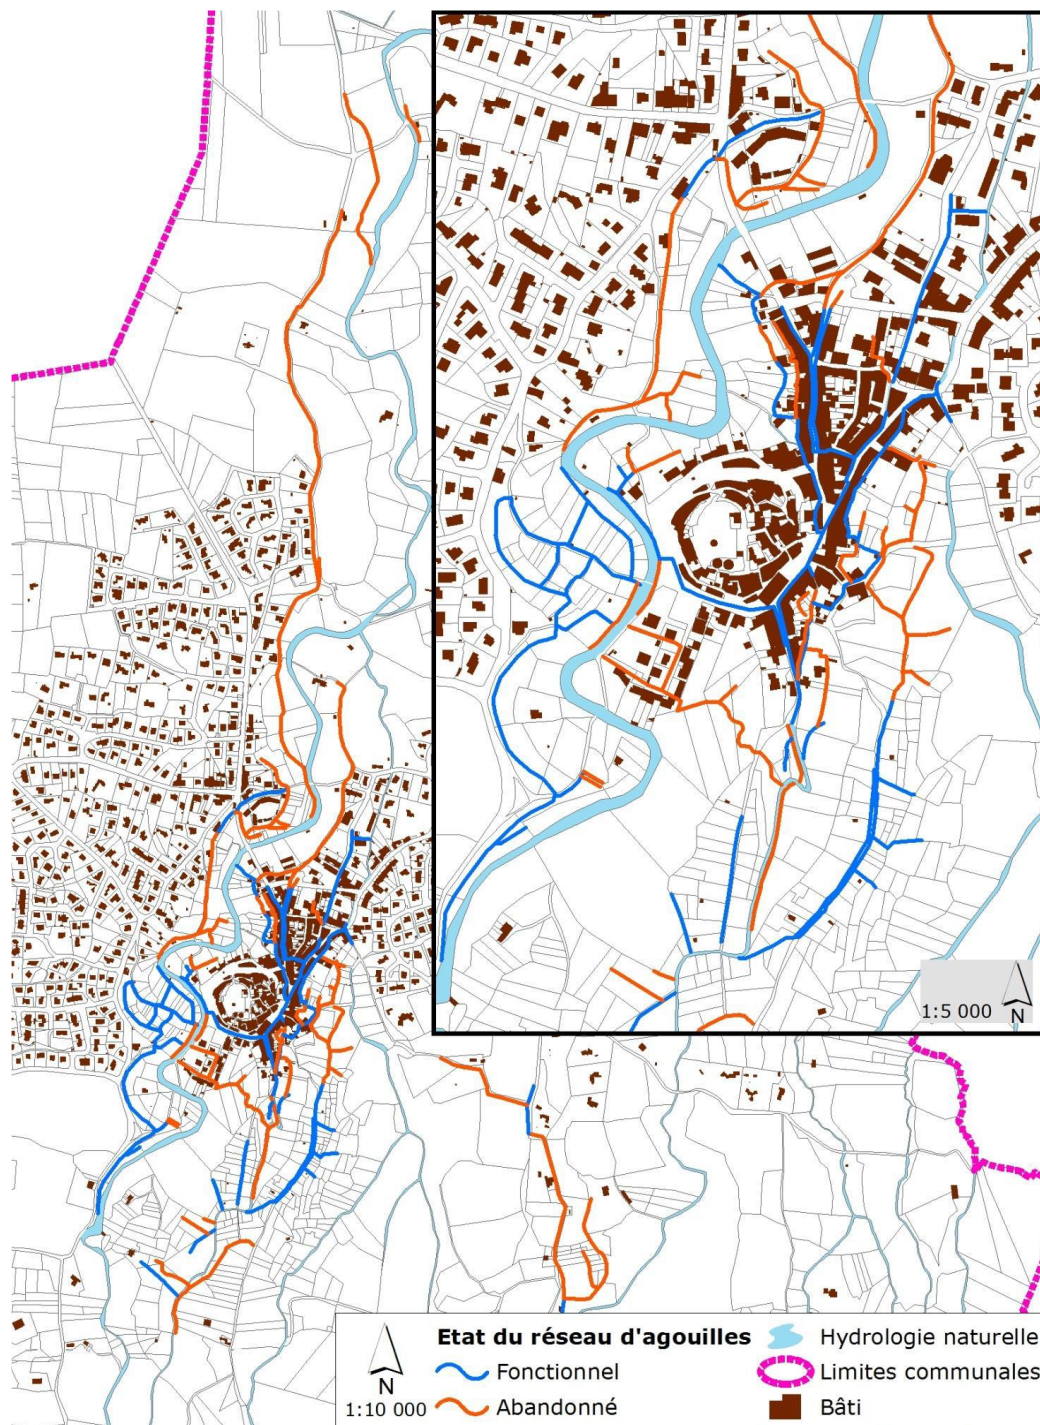 1:5 000
N
Etat du réseau d'agouilles
Fonctionnel
Abandonné
N
1:10 000
Hydrologie naturelle
Limites communales
Bâti